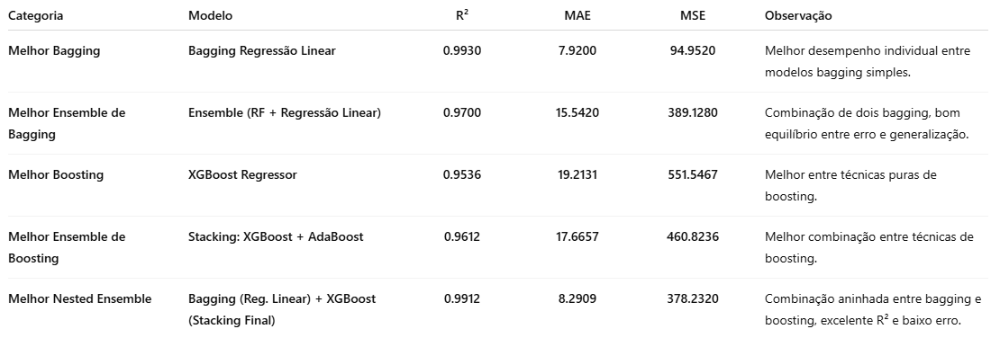 Categoria Modelo R² MAE MSE Observação
Melhor Bagging Bagging Regressão Linear 0.9930 7.9200 94.9520 Melhor desempenho individual entre
modelos bagging simples.
Melhor Ensemble de Ensemble (RF + Regressão Linear) 0.9700 15.5420 389.1280 Combinação de dois bagging, bom
Bagging equilíbrio entre erro e generalização.
Melhor Boosting XGBoost Regressor 0.9536 19.2131 551.5467 Melhor entre técnicas puras de
boosting.
Melhor Ensemble de Stacking: XGBoost + AdaBoost 0.9612 17.6657 460.8236 Melhor combinação entre técnicas de
Boosting boosting.
Melhor Nested Ensemble Bagging (Reg. Linear) + XGBoost 0.9912 8.2909 378.2320 Combinação aninhada entre bagging e
(Stacking Final) boosting, excelente R² e baixo erro.